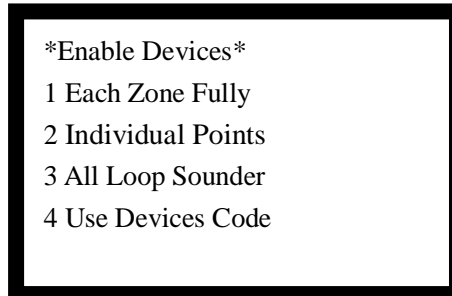 *Enable Devices*
1 Each Zone Fully
2 Individual Points
3 All Loop Sounder
4 Use Devices Code